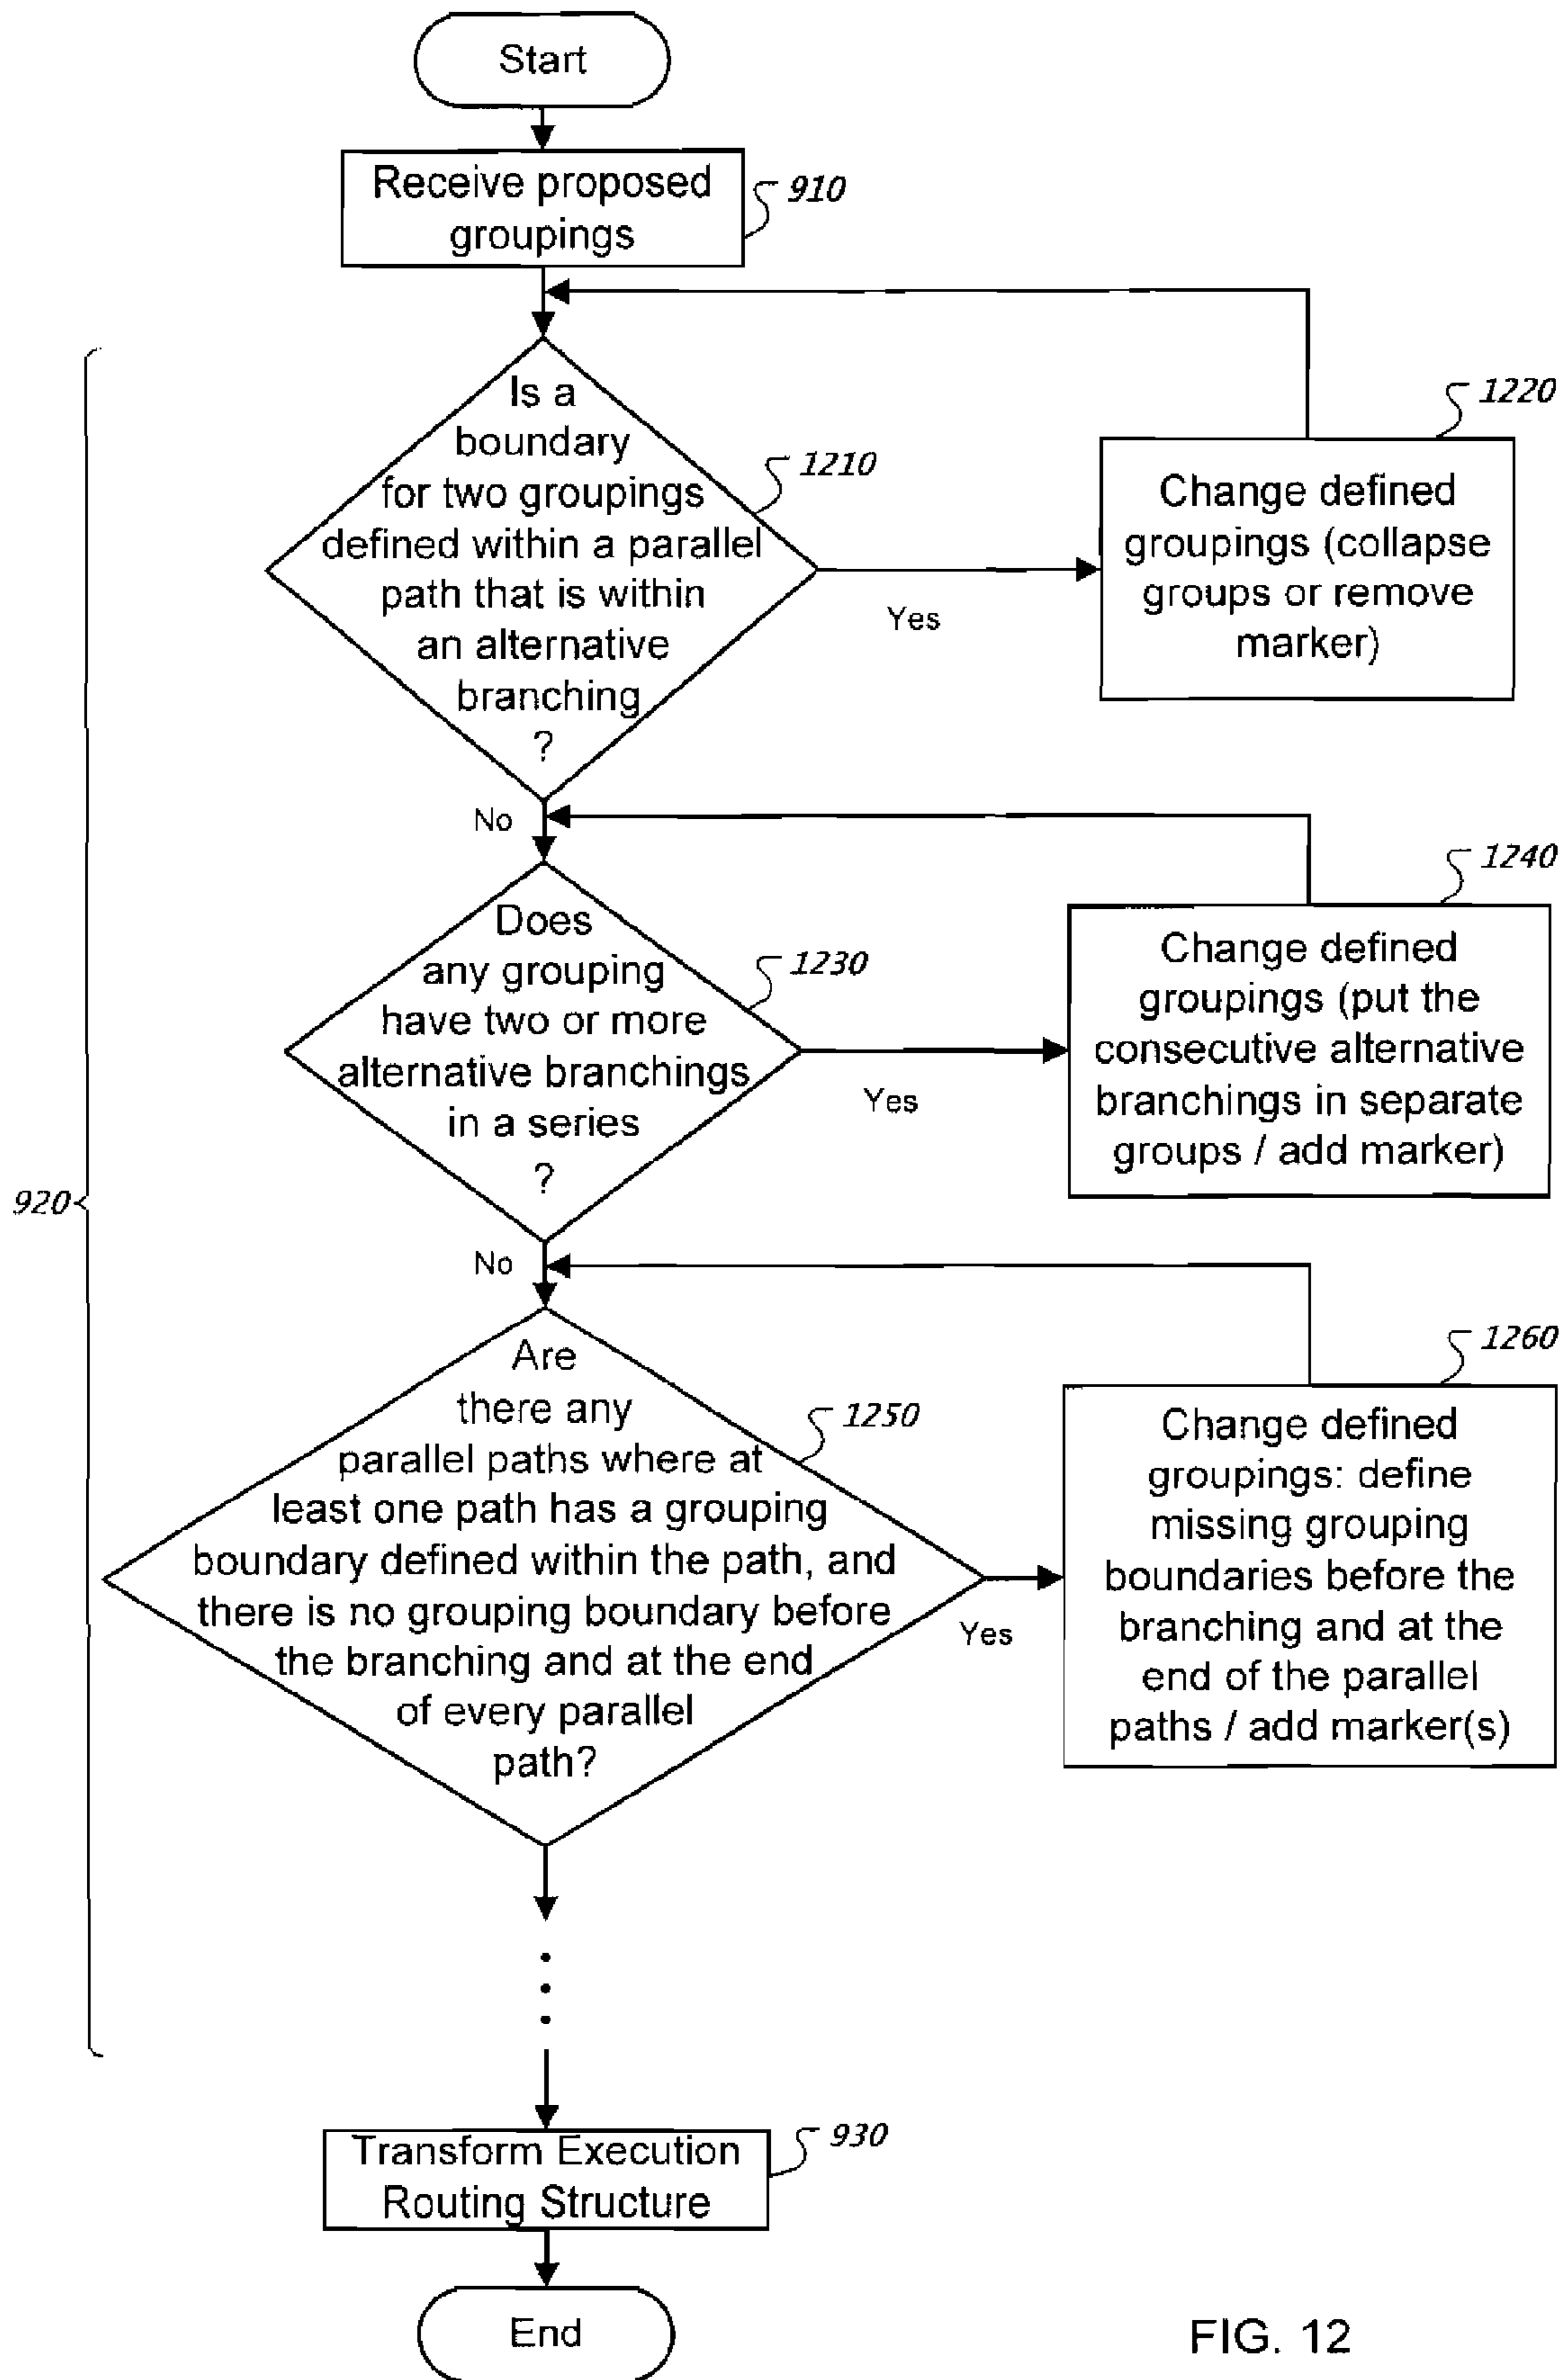 Start
Receive proposed
groupings
910
Is a
boundary
for two groupings
defined within a parallel
path that is within
an alternative
branching
?
1210
Yes
1220
Change defined
groupings (collapse
groups or remove
marker)
No
Does
any grouping
have two or more
alternative branchings
in a series
?
1230
Yes
1240
Change defined
groupings (put the
consecutive alternative
branchings in separate
groups / add marker)
920
No
Are
there any
parallel paths where at
least one path has a grouping
boundary defined within the path, and
there is no grouping boundary before
the branching and at the end
of every parallel
path?
1250
Yes
1260
Change defined
groupings: define
missing grouping
boundaries before the
branching and at the
end of the parallel
paths / add marker(s)
Transform Execution
Routing Structure
930
End
FIG. 12